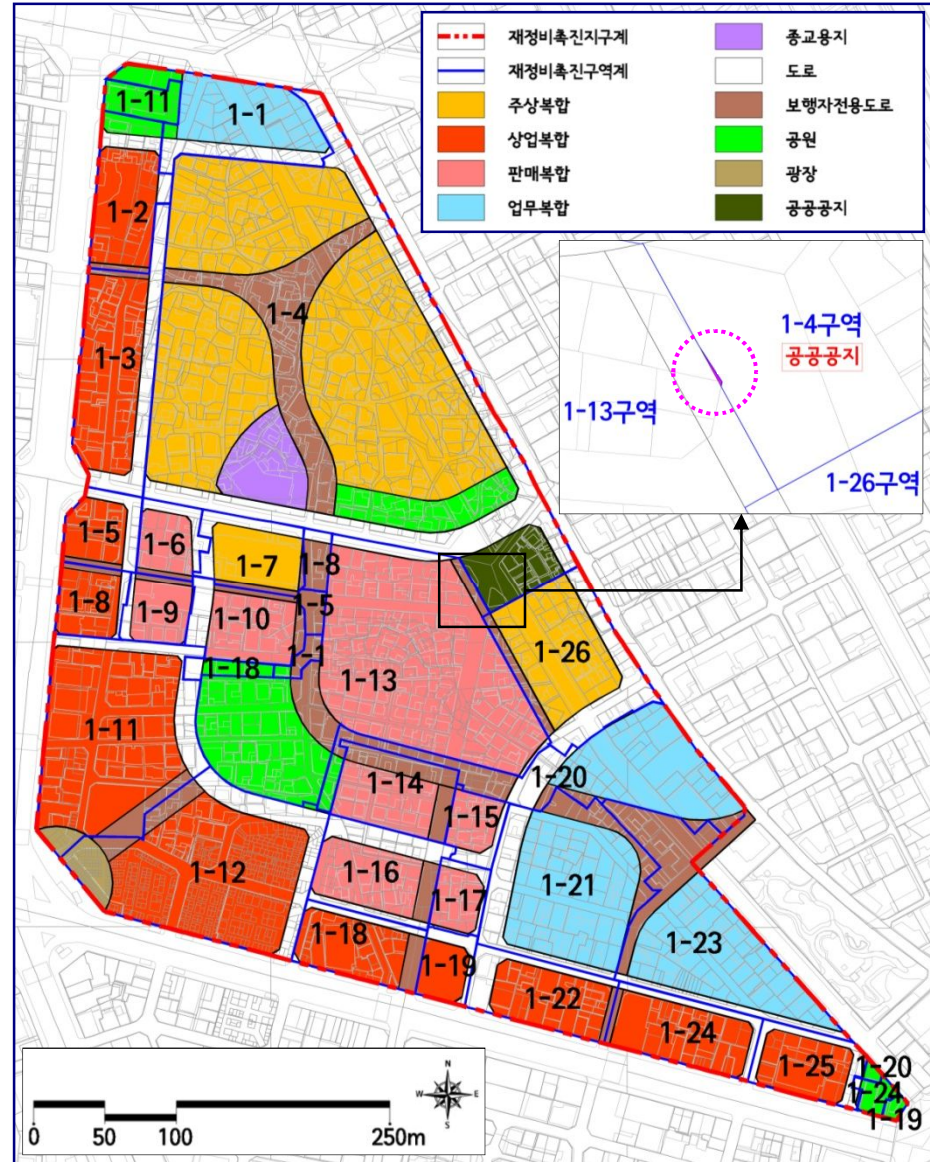 재정비촉진지구계
종교용지
재정비촉진구역계
도로
주상복합
보행자전용도로
상업복합
공원
판매복합
광장
업무복합
공공공지
1-11
1-1
1-2
1-4
1-3
1-4구역
공공공지
1-13구역
1-26구역
1-5
1-6
1-7
1-8
1-8
1-9
1-10
1-5
1-1
1-18
1-13
1-26
1-11
1-14
1-20
1-15
1-12
1-16
1-17
1-21
1-18
1-19
1-23
1-22
1-24
1-25
1-20
1-24
1-19
N
W
E
S
0
50
100
250m